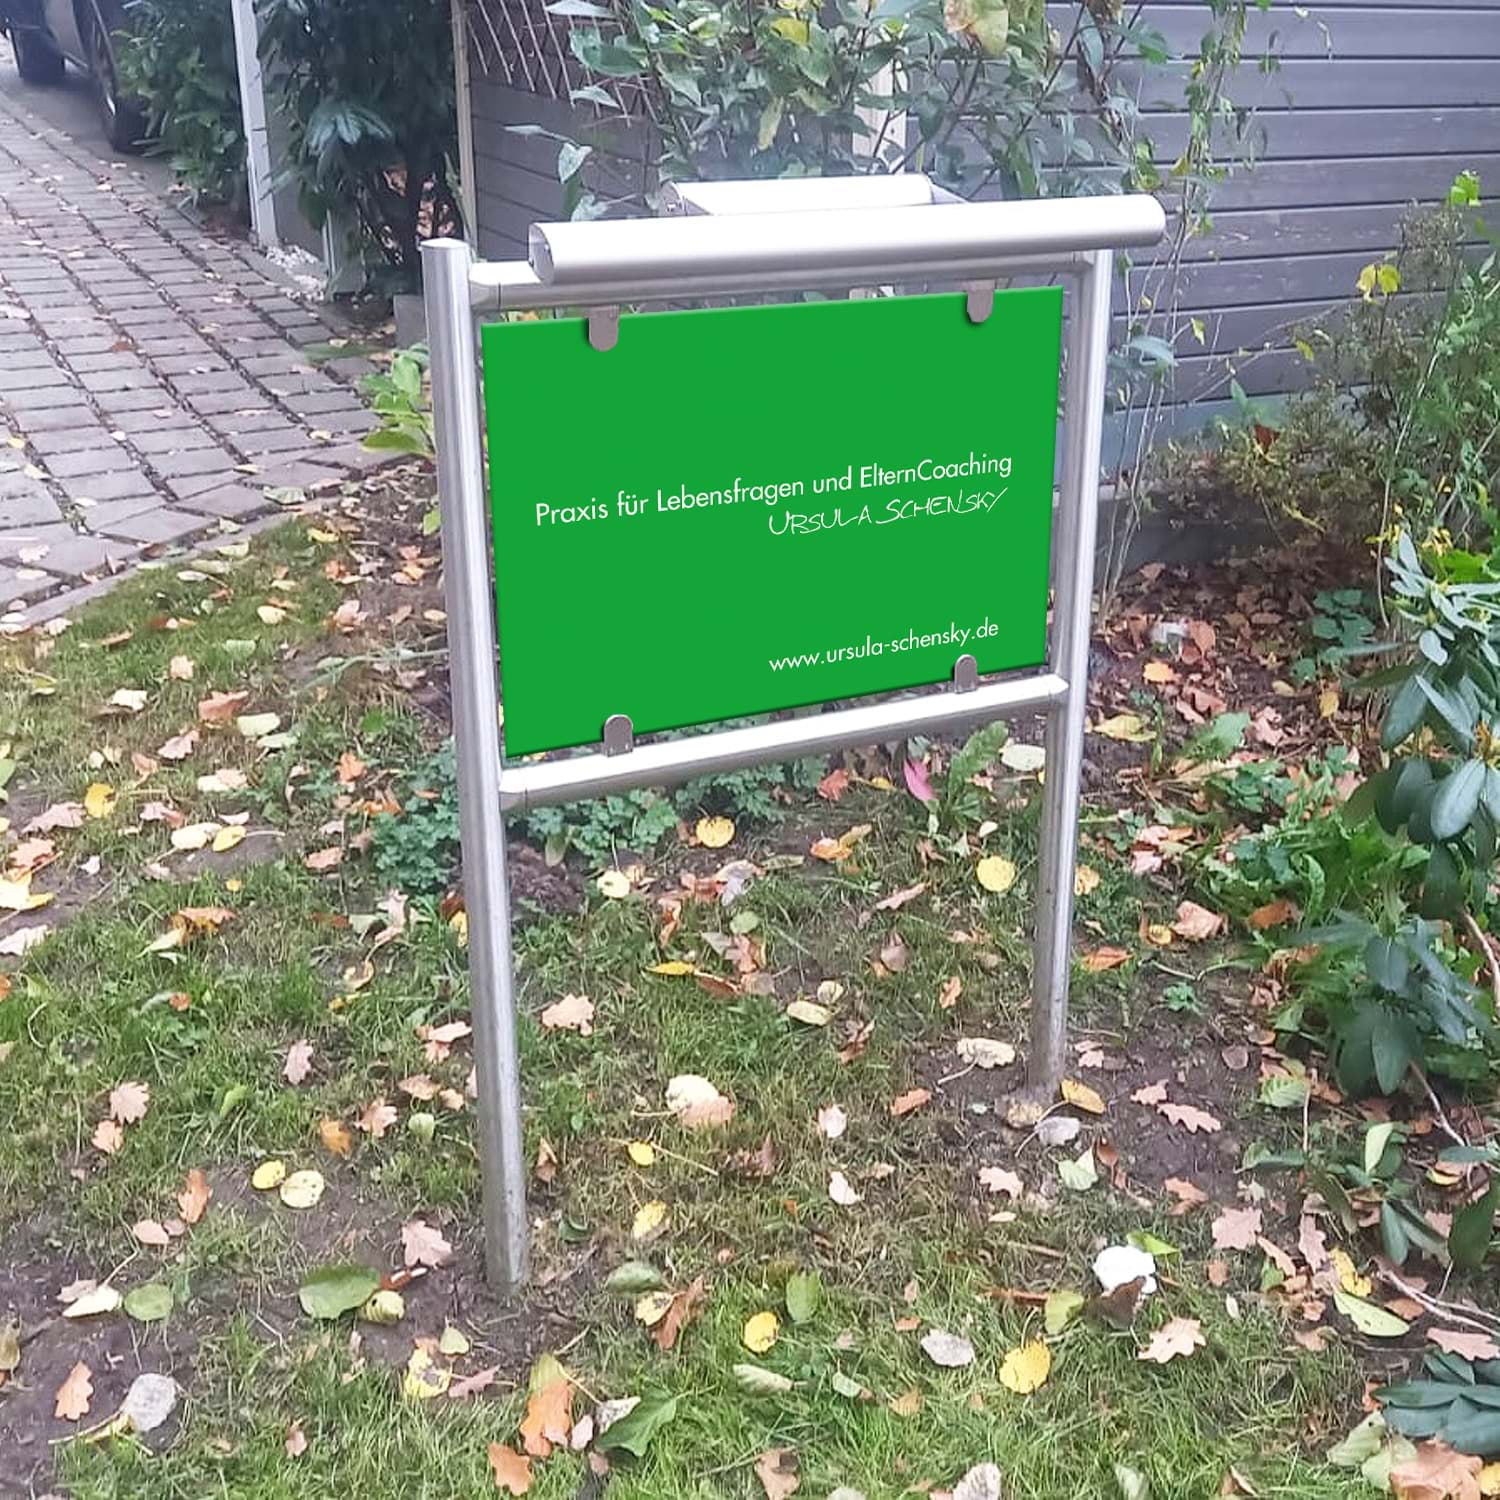 Praxis für Lebensfragen und ElternCoaching
URSULA SCHENSKY
www.ursula-schensky.de